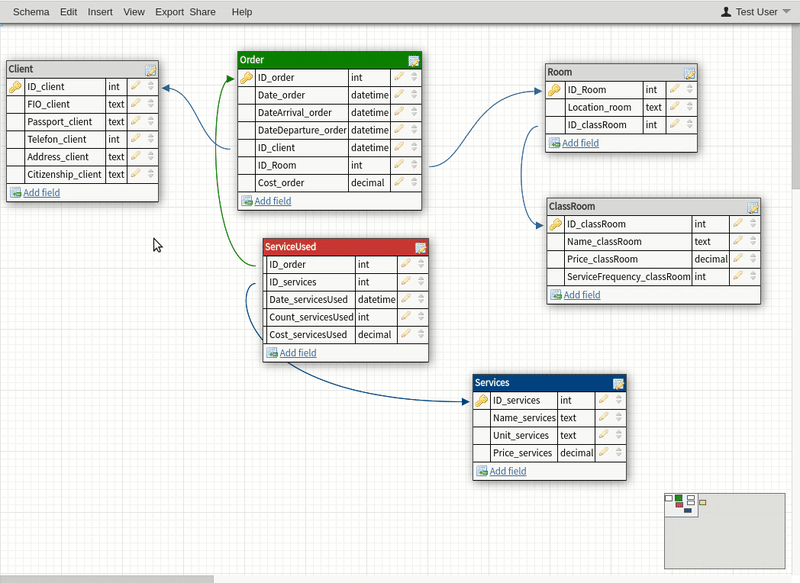 Schema Edit Insert View Export Share Help Test User
Client
ID_client int
FIO_client text
Passport_client text
Telefon_client int
Address_client text
Citizenship_client text
Add field
Order
ID_order int
Date_order datetime
DateArrival_order datetime
DateDeparture_order datetime
ID_client datetime
ID_Room int
Cost_order decimal
Add field
Room
ID_Room int
Location_room text
ID_classRoom int
Add field
ClassRoom
ID_classRoom int
Name_classRoom text
Price_classRoom decimal
ServiceFrequency_classRoom int
Add field
ServiceUsed
ID_order int
ID_services int
Date_servicesUsed datetime
Count_servicesUsed int
Cost_servicesUsed decimal
Add field
Services
ID_services int
Name_services text
Unit_services text
Price_services decimal
Add field